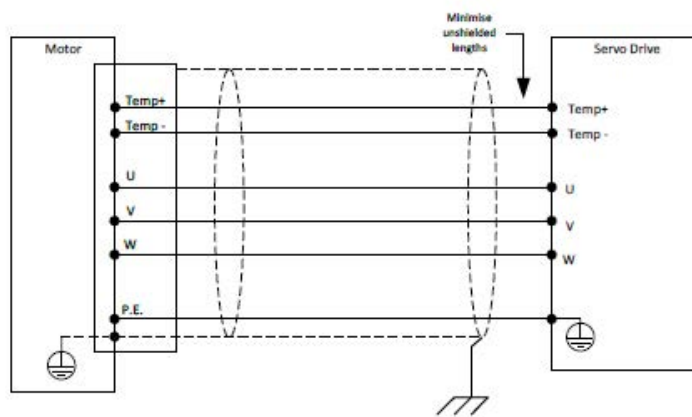 Minimise
unshielded
lengths
Motor
Servo Drive
Temp+
Temp+
Temp -
Temp -
U
U
V
V
W
W
P.E.